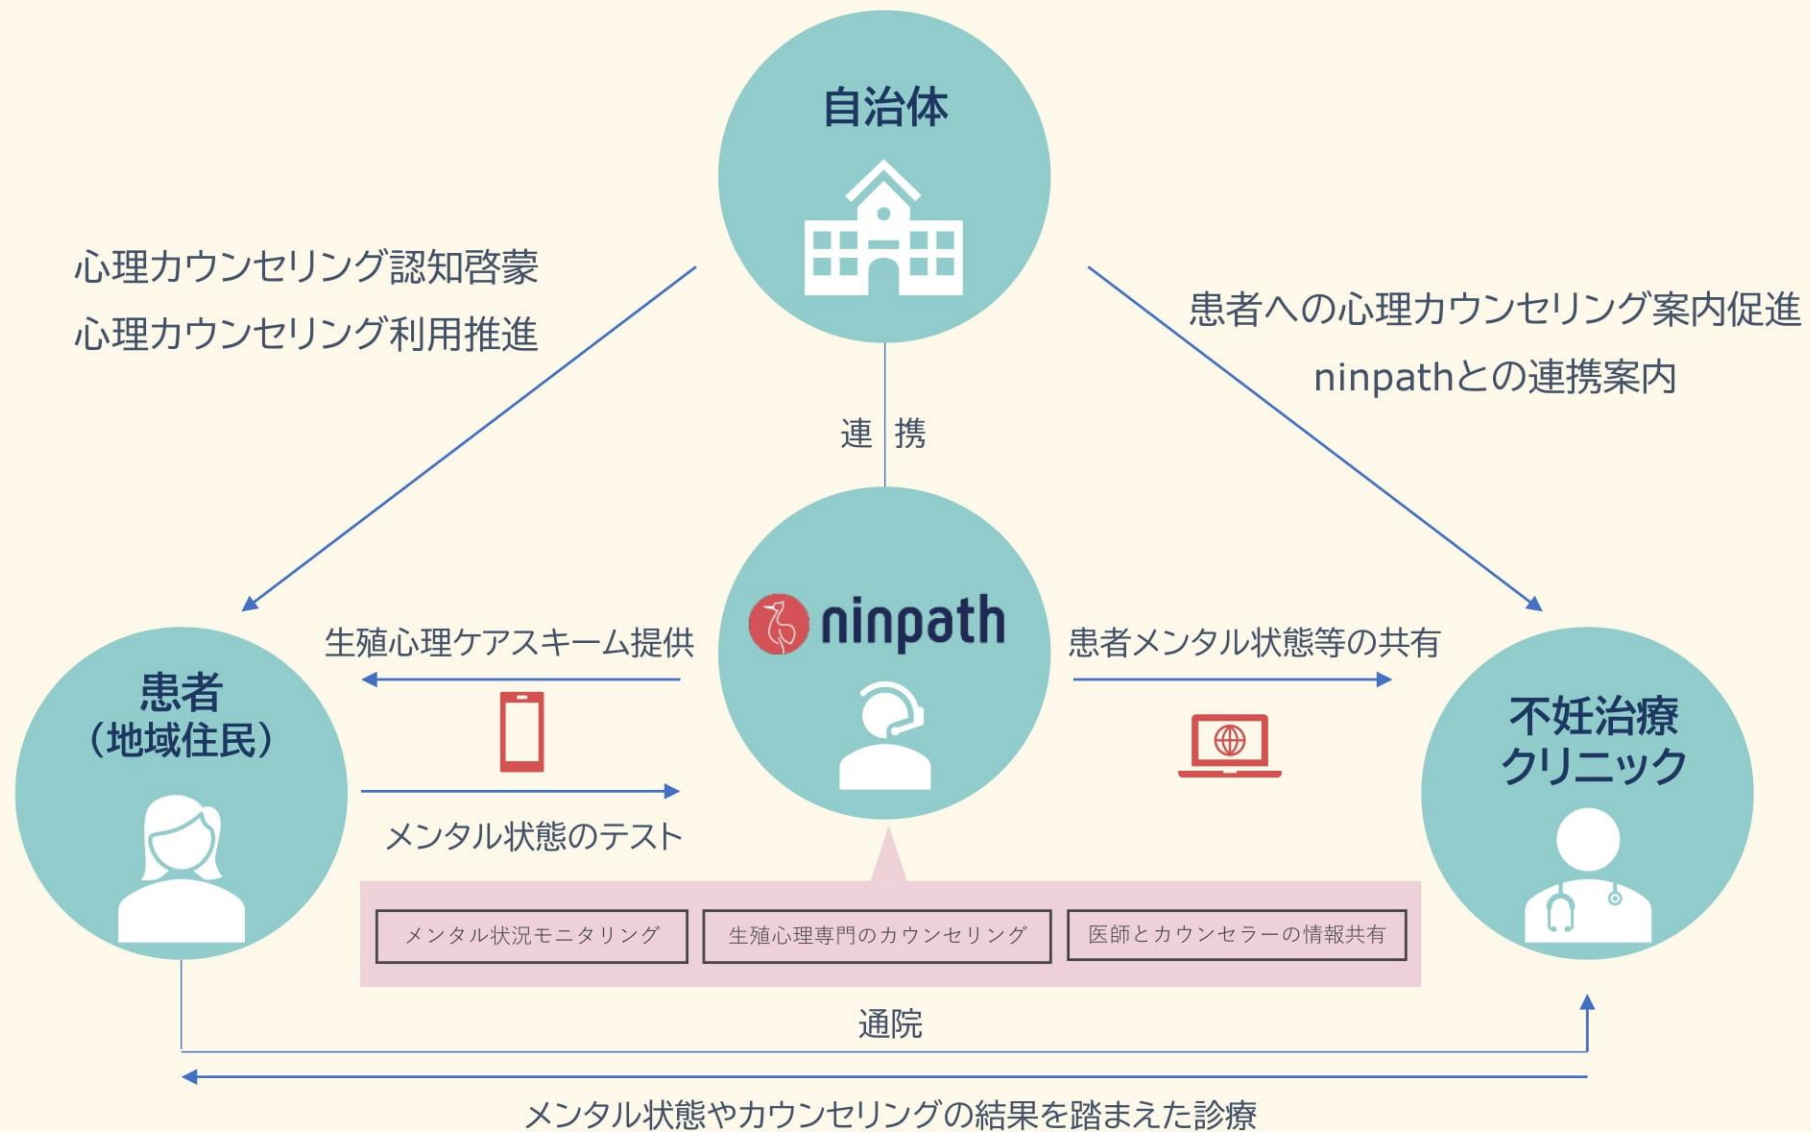 自治体
心理カウンセリング認知啓蒙
心理カウンセリング利用推進
患者への心理カウンセリング案内促進
ninpathとの連携案内
連携
ninpath
生殖心理ケアスキーム提供
患者メンタル状態等の共有
患者
（地域住民）
不妊治療
クリニック
メンタル状態のテスト
メンタル状況モニタリング
生殖心理専門のカウンセリング
医師とカウンセラーの情報共有
通院
メンタル状態やカウンセリングの結果を踏まえた診療